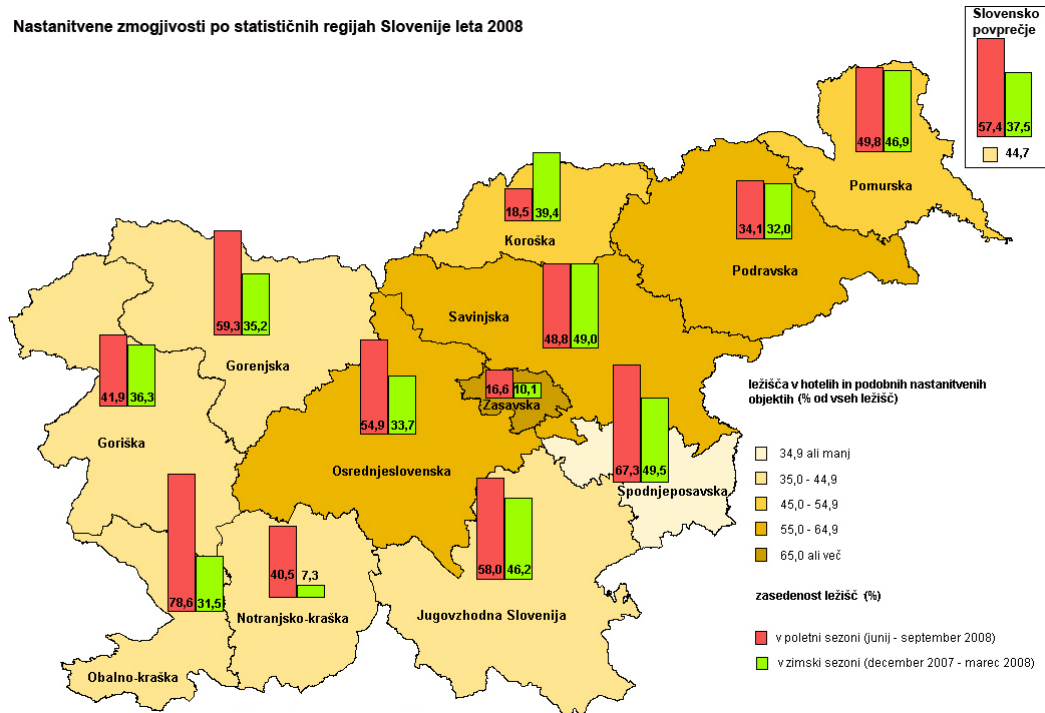 Nastanitvene zmogljivosti po statističnih regijah Slovenije leta 2008
Slovensko
povprečje
57,4 37,5
44,7
49,8 46,9
Pomurska
18,5 39,4
Koroška
34,1 32,0
Podravska
59,3 35,2
Gorenjska
Savinjska
48,8 49,0
41,9 36,3
Goriška
54,9 33,7
Osrednjeslovenska
16,6 10,1
Zasavska
67,3 49,5
Spodnjeposavska
78,6 31,5
Obalno-kraška
40,5 7,3
Notranjsko-kraška
58,0 46,2
Jugovzhodna Slovenija
ležišča v hotelih in podobnih nastanitvenih
objektih (% od vseh ležišč)
34,9 ali manj
35,0 - 44,9
45,0 - 54,9
55,0 - 64,9
65,0 ali več
zasedenost ležišč (%)
v poletni sezoni (junij - september 2008)
v zimski sezoni (december 2007 - marec 2008)